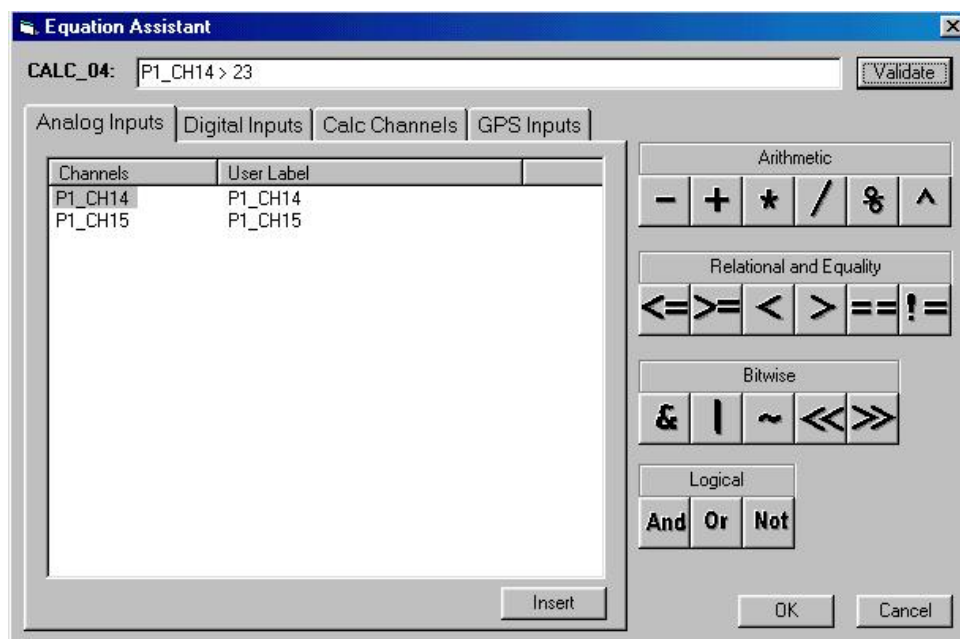 Equation Assistant
CALC_04: P1_CH14 > 23 Validate
Analog Inputs Digital Inputs Calc Channels GPS Inputs
Channels User Label
P1_CH14 P1_CH14
P1_CH15 P1_CH15
Insert
Arithmetic
- + * / % ^
Relational and Equality
<= >= < > == !=
Bitwise
& | ~ << >>
Logical
And Or Not
OK Cancel